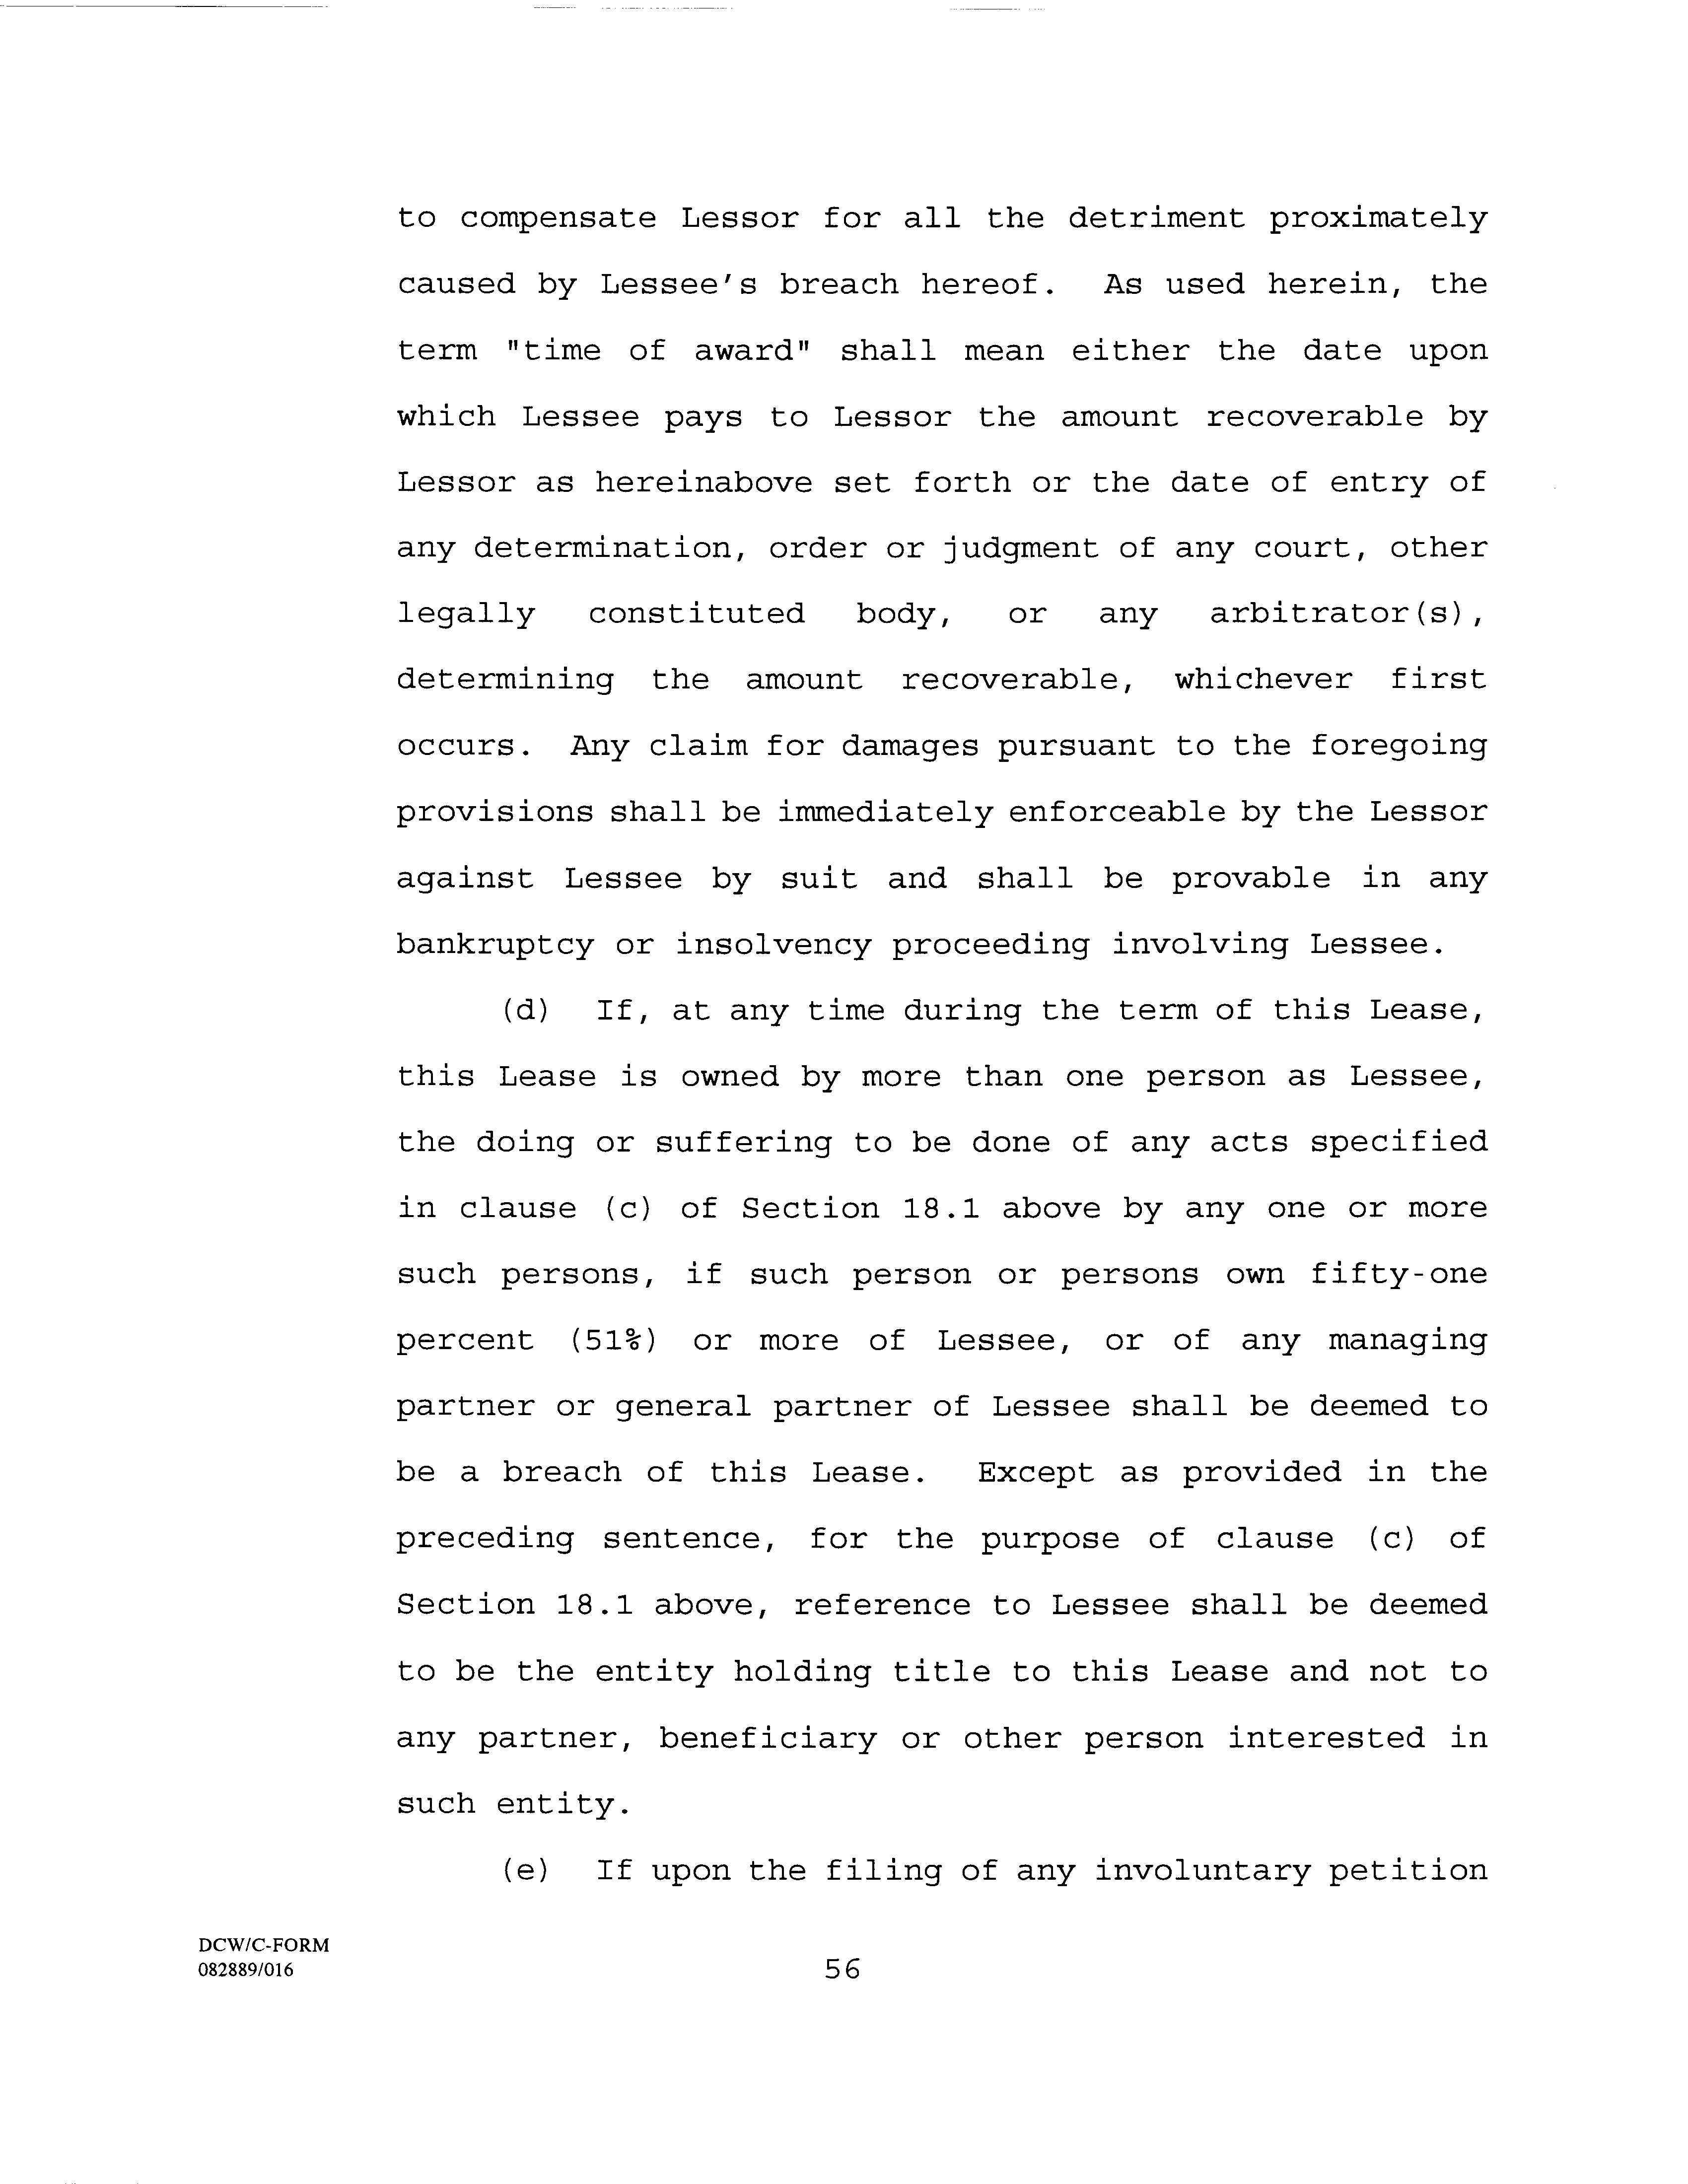 to compensate Lessor for all the detriment proximately
caused by Lessee's breach hereof. As used herein, the
term "time of award" shall mean either the date upon
which Lessee pays to Lessor the amount recoverable by
Lessor as hereinabove set forth or the date of entry of
any determination, order or judgment of any court, other
legally constituted body, or any arbitrator(s),
determining the amount recoverable, whichever first
occurs. Any claim for damages pursuant to the foregoing
provisions shall be immediately enforceable by the Lessor
against Lessee by suit and shall be provable in any
bankruptcy or insolvency proceeding involving Lessee.
(d) If, at any time during the term of this Lease,
this Lease is owned by more than one person as Lessee,
the doing or suffering to be done of any acts specified
in clause (c) of Section 18.1 above by any one or more
such persons, if such person or persons own fifty-one
percent (51%) or more of Lessee, or of any managing
partner or general partner of Lessee shall be deemed to
be a breach of this Lease. Except as provided in the
preceding sentence, for the purpose of clause (c) of
Section 18.1 above, reference to Lessee shall be deemed
to be the entity holding title to this Lease and not to
any partner, beneficiary or other person interested in
such entity.
(e) If upon the filing of any involuntary petition
DCW/C-FORM
082889/016
56